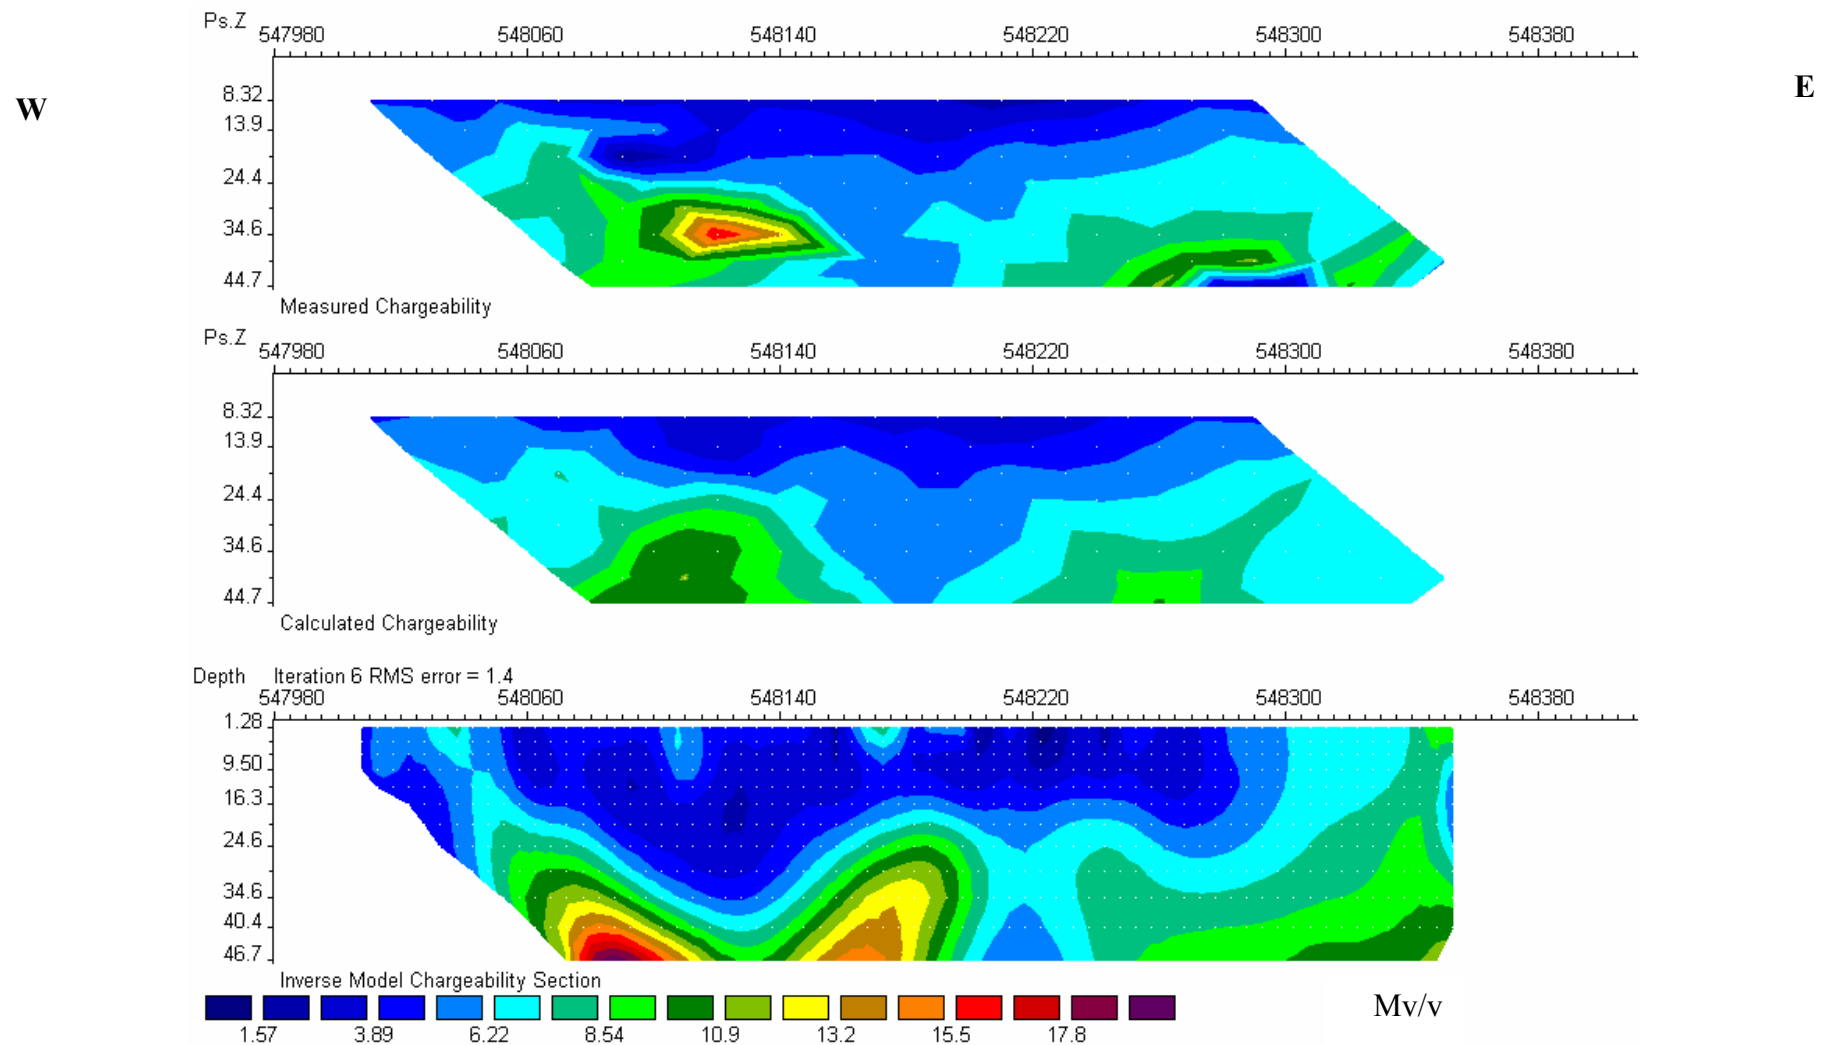 Ps.Z
547980 548060 548140 548220 548300 548380
W
E
8.32
13.9
24.4
34.6
44.7
Measured Chargeability
Ps.Z
547980 548060 548140 548220 548300 548380
8.32
13.9
24.4
34.6
44.7
Calculated Chargeability
Depth Iteration 6 RMS error = 1.4
547980 548060 548140 548220 548300 548380
1.28
9.50
16.3
24.6
34.6
40.4
46.7
Inverse Model Chargeability Section
Mv/v
1.57 3.89 6.22 8.54 10.9 13.2 15.5 17.8